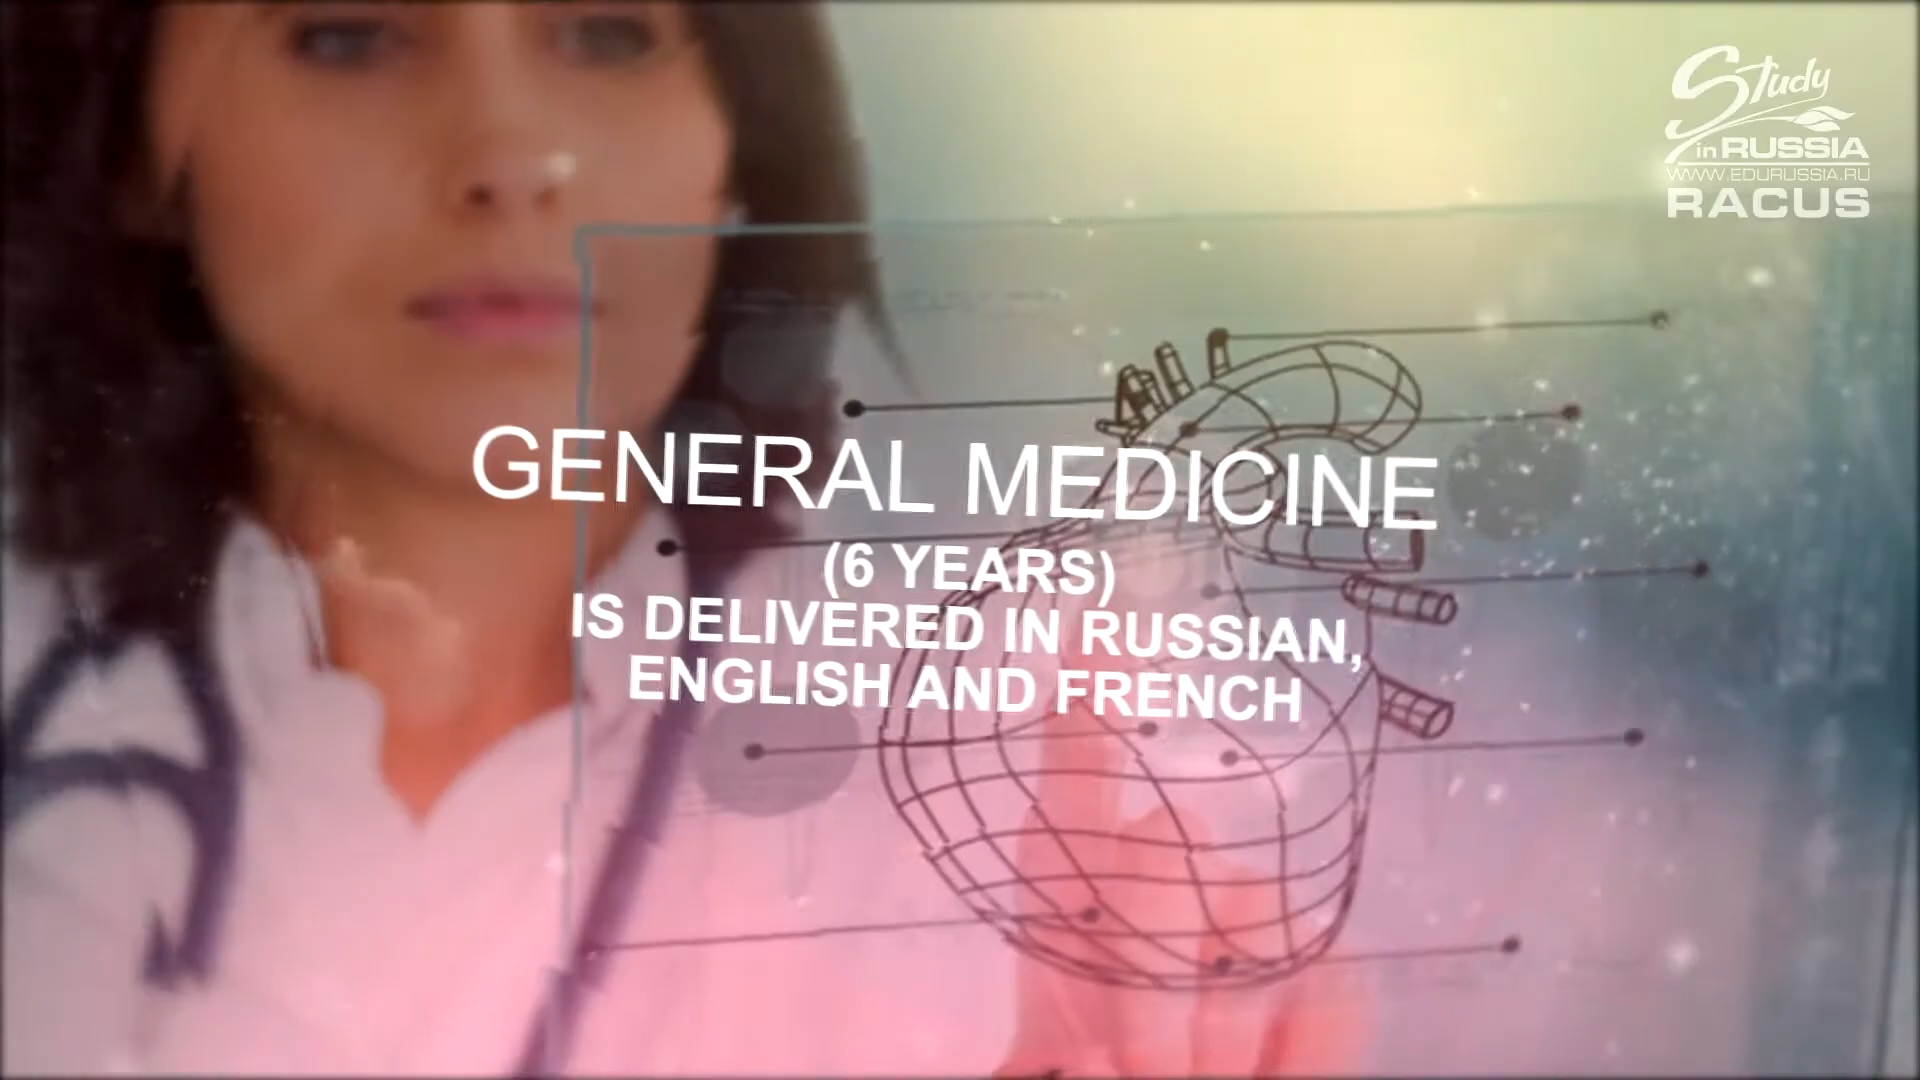 Study
in RUSSIA
WWW.EDURUSSIA.RU
RACUS
GENERAL MEDICINE
(6 YEARS)
IS DELIVERED IN RUSSIAN,
ENGLISH AND FRENCH